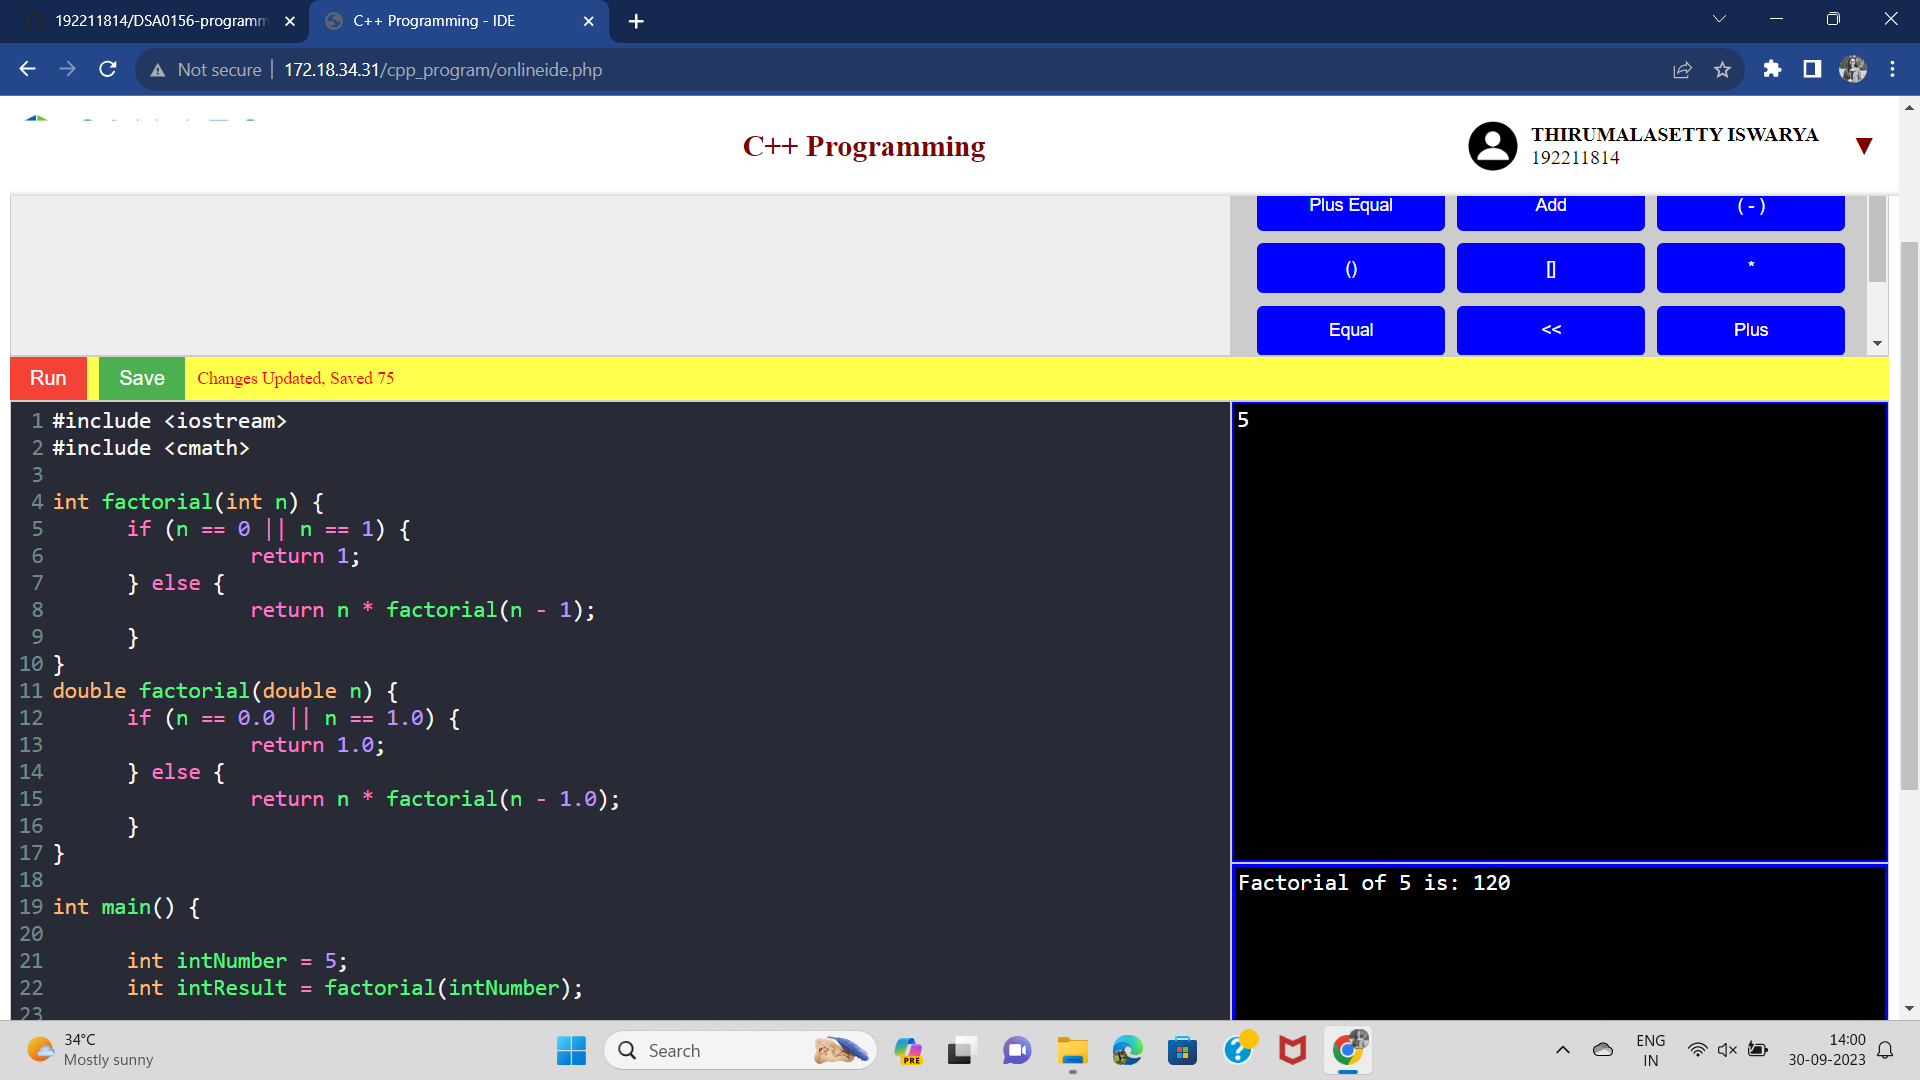 192211814/DSA0156-programm
C++ Programming - IDE
Not secure
172.18.34.31/cpp_program/onlineide.php
C++ Programming
THIRUMALASETTY ISWARYA
192211814
Plus Equal
Add
( - )
()
[]
*
Equal
<<
Plus
Run
Save
Changes Updated, Saved 75
1 #include <iostream>
2 #include <cmath>
3
4 int factorial(int n) {
5 if (n == 0 || n == 1) {
6 return 1;
7 } else {
8 return n * factorial(n - 1);
9 }
10 }
11 double factorial(double n) {
12 if (n == 0.0 || n == 1.0) {
13 return 1.0;
14 } else {
15 return n * factorial(n - 1.0);
16 }
17 }
18
19 int main() {
20
21 int intNumber = 5;
22 int intResult = factorial(intNumber);
23
5
Factorial of 5 is: 120
34°C
Mostly sunny
Search
PRE
ENG
IN
14:00
30-09-2023